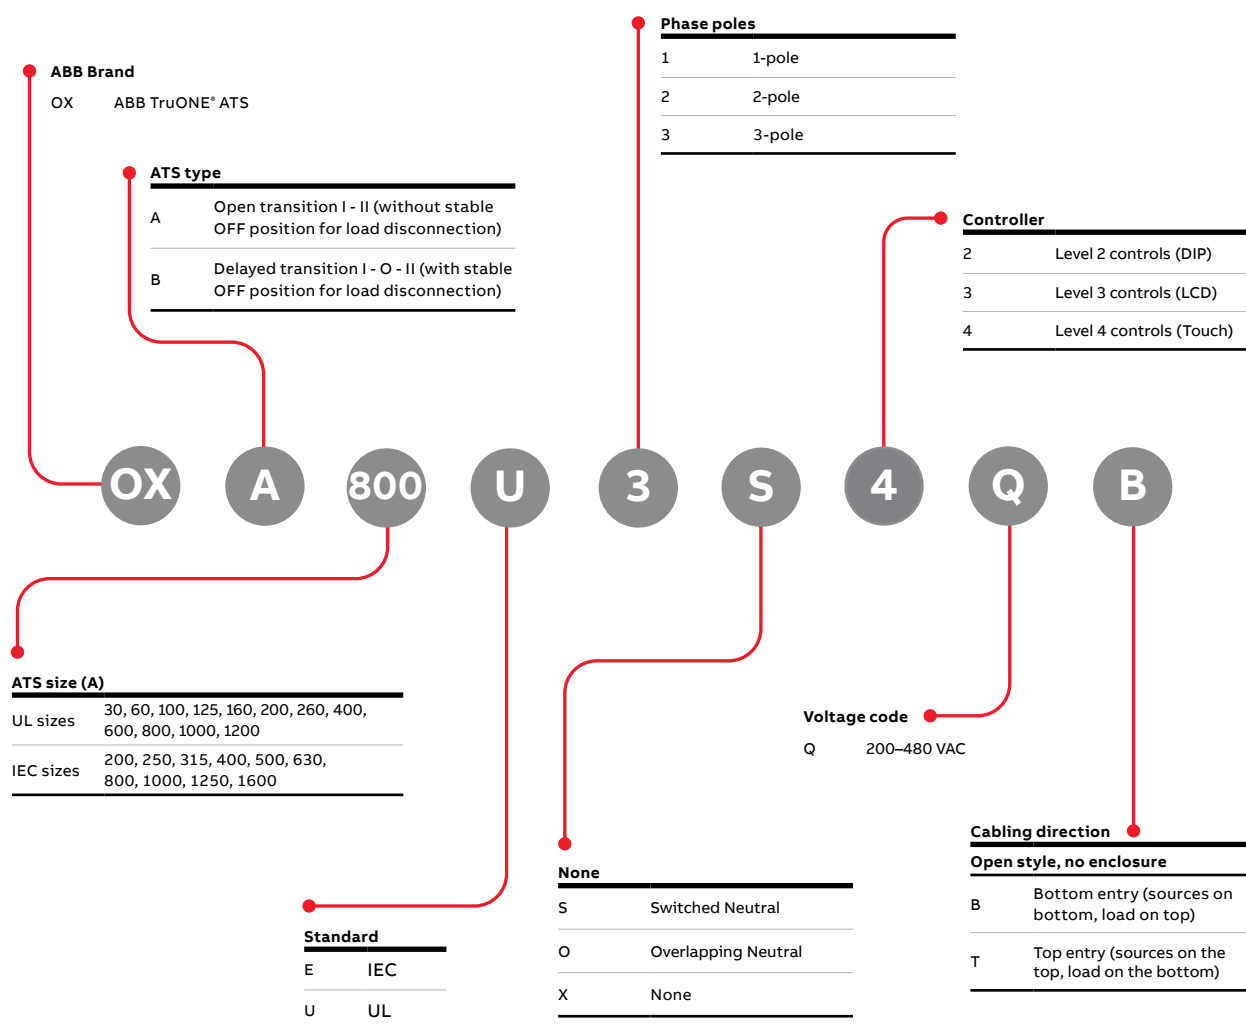 Phase poles
1 1-pole
2 2-pole
3 3-pole
ABB Brand
OX ABB TruONE® ATS
ATS type
A Open transition I - II (without stable
OFF position for load disconnection)
B Delayed transition I - O - II (with stable
OFF position for load disconnection)
Controller
2 Level 2 controls (DIP)
3 Level 3 controls (LCD)
4 Level 4 controls (Touch)
OX A 800 U 3 S 4 Q B
ATS size (A)
UL sizes 30, 60, 100, 125, 160, 200, 260, 400,
600, 800, 1000, 1200
IEC sizes 200, 250, 315, 400, 500, 630,
800, 1000, 1250, 1600
Standard
E IEC
U UL
None
S Switched Neutral
O Overlapping Neutral
X None
Voltage code
Q 200–480 VAC
Cabling direction
Open style, no enclosure
B Bottom entry (sources on
bottom, load on top)
T Top entry (sources on the
top, load on the bottom)